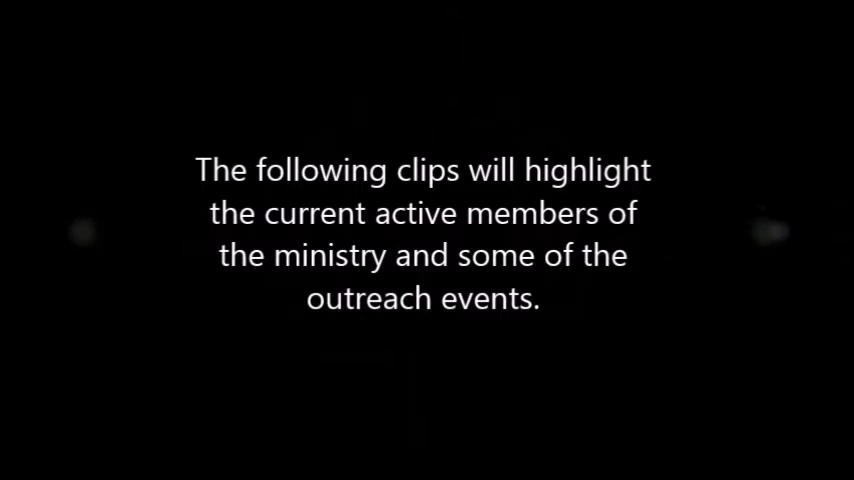 The following clips will highlight
the current active members of
the ministry and some of the
outreach events.